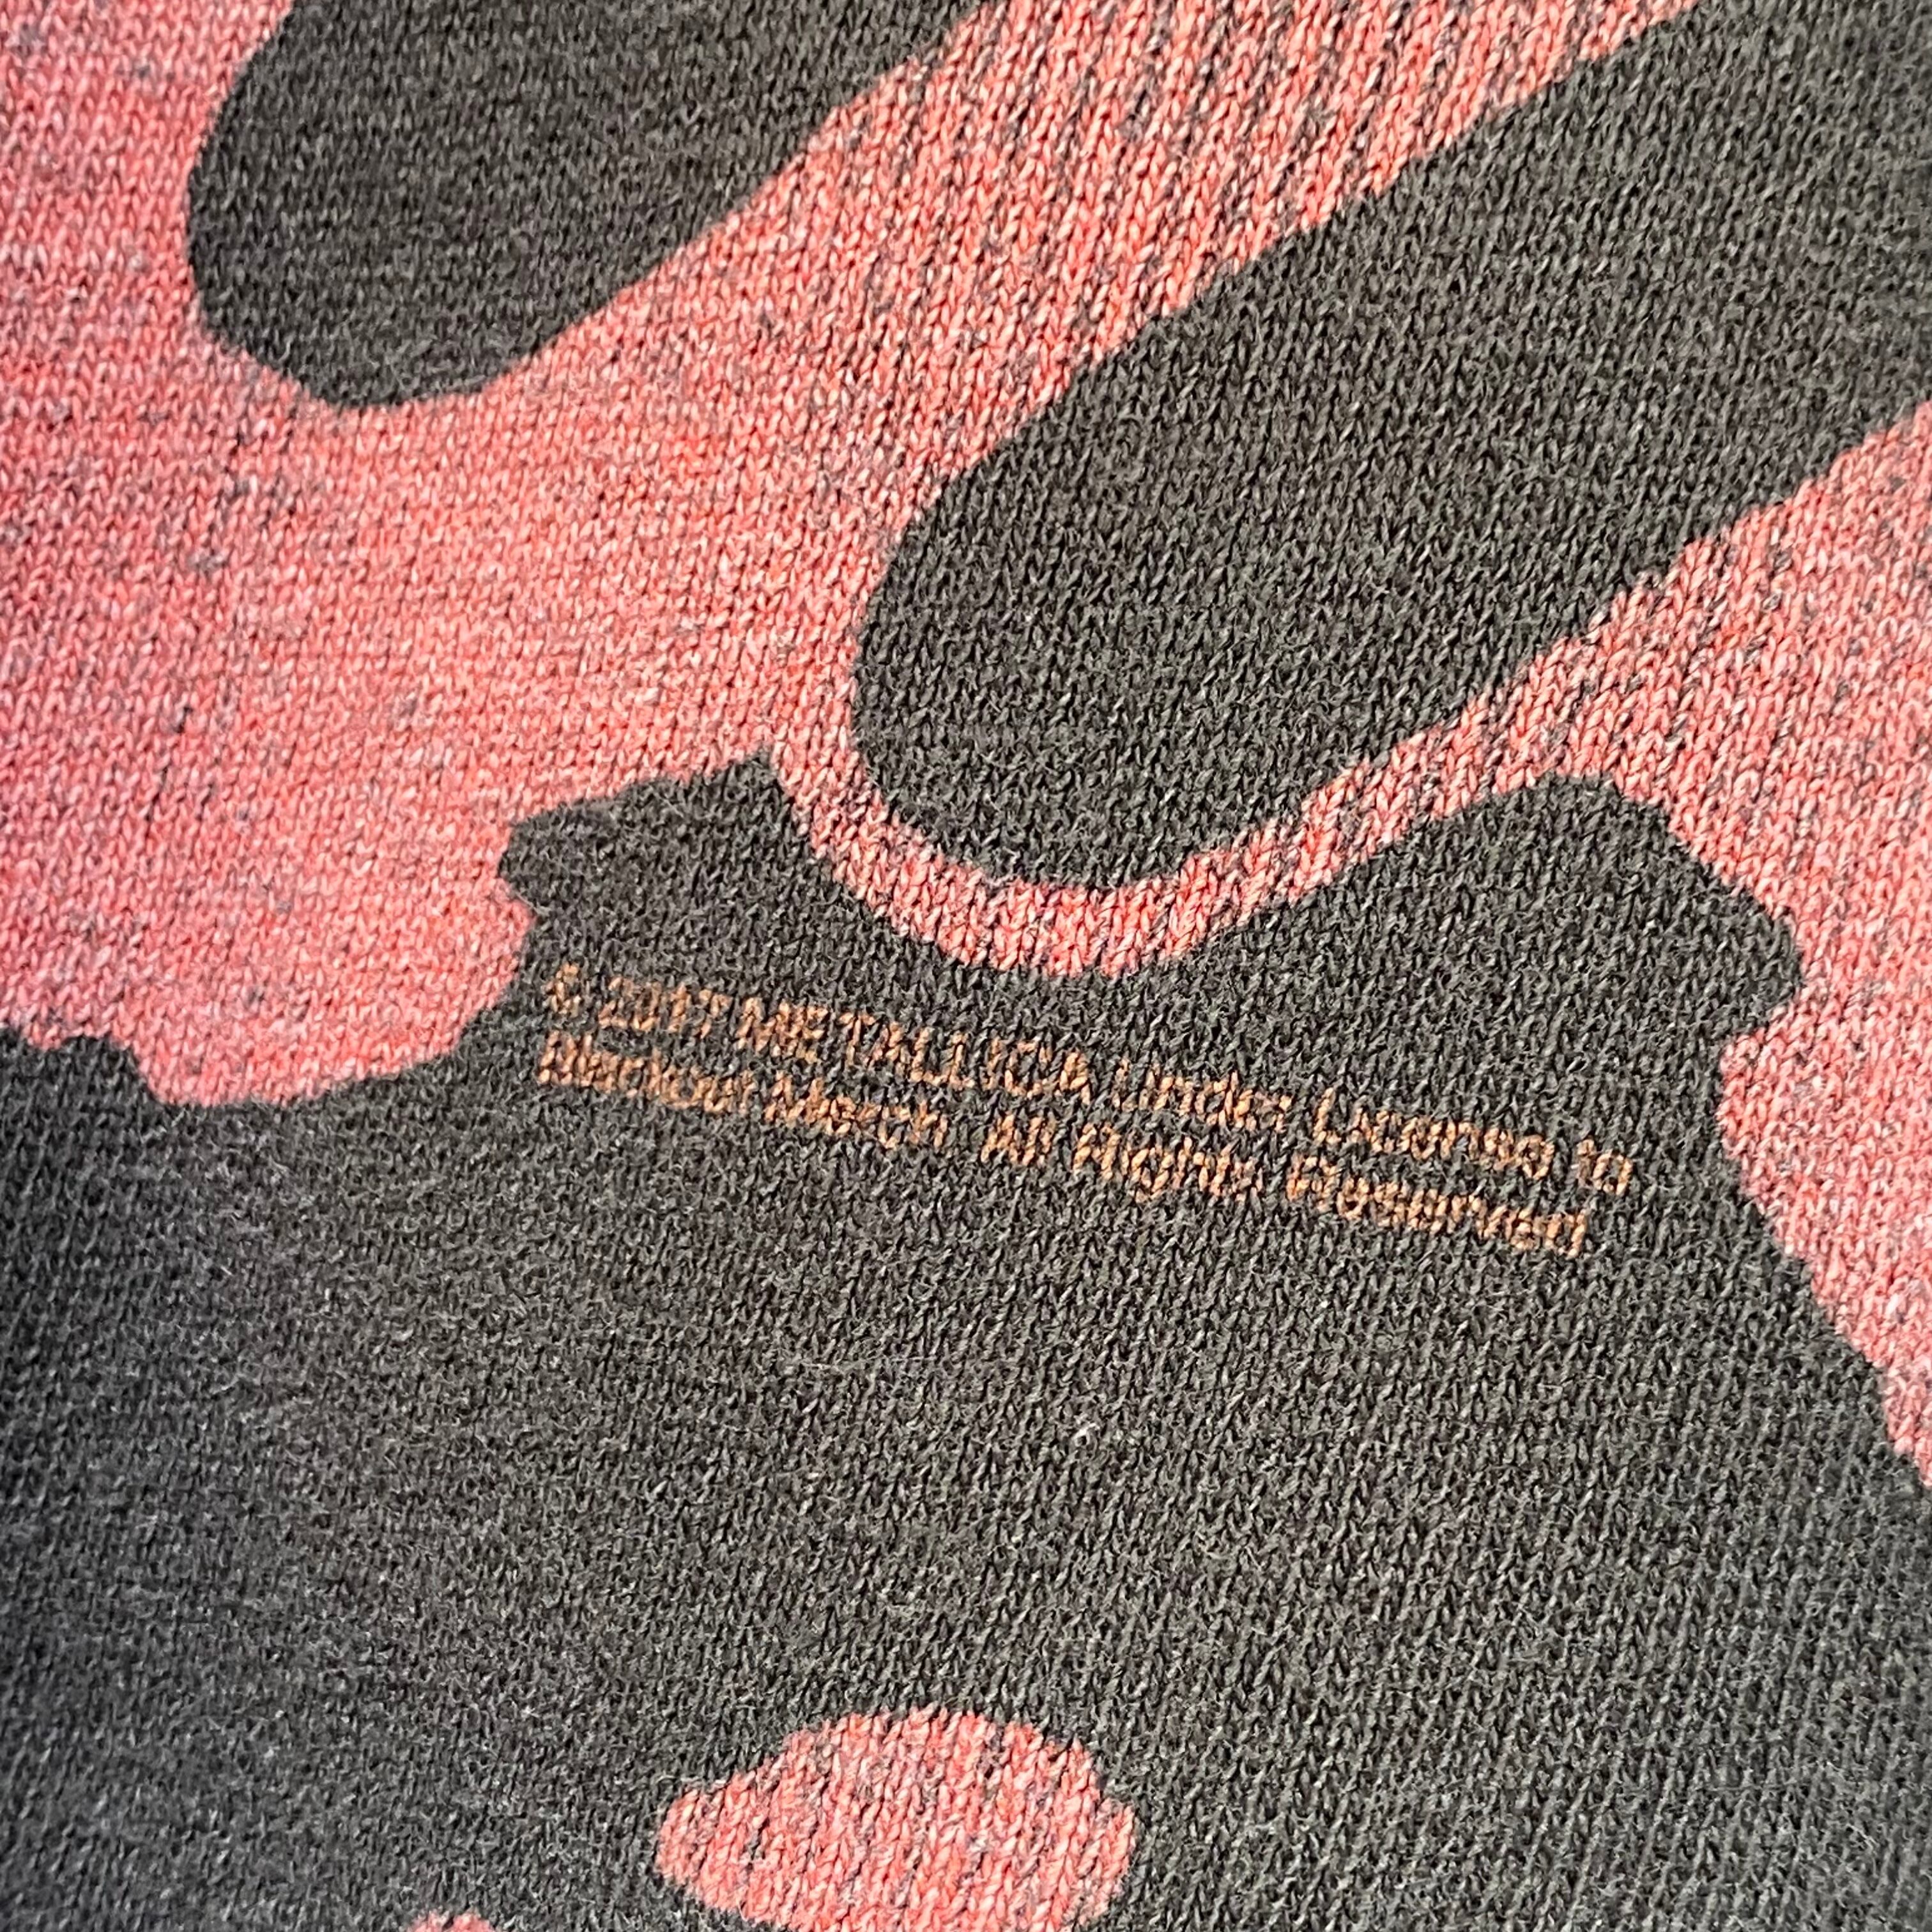 © 2017 METALLICA Under License to
Blackout Merch All Rights Reserved